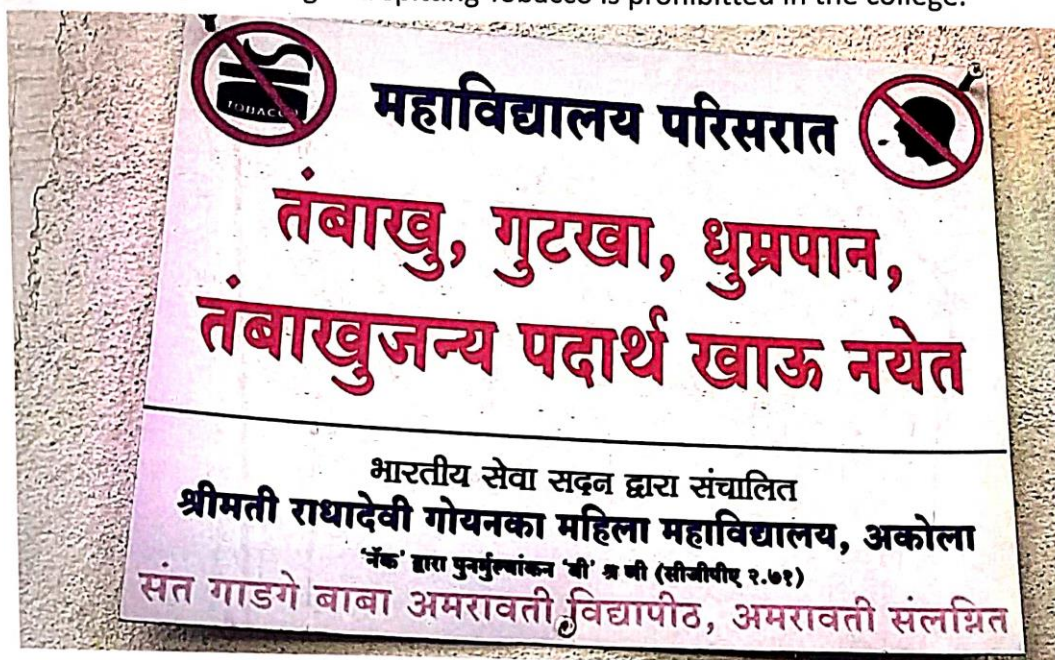 spitting Tobacco is prohibitted in the college.
TOBACCO
महाविद्यालय परिसरात
तंबाखु, गुटखा, धुम्रपान,
तंबाखुजन्य पदार्थ खाऊ नयेत
भारतीय सेवा सदन द्वारा संचालित
श्रीमती राधादेवी गोयनका महिला महाविद्यालय, अकोला
'नॅक' द्वारा पुनर्मुल्यांकन 'बी' श्रेणी (सीजीपीए २.७१)
संत गाडगे बाबा अमरावती विद्यापीठ, अमरावती संलग्नित